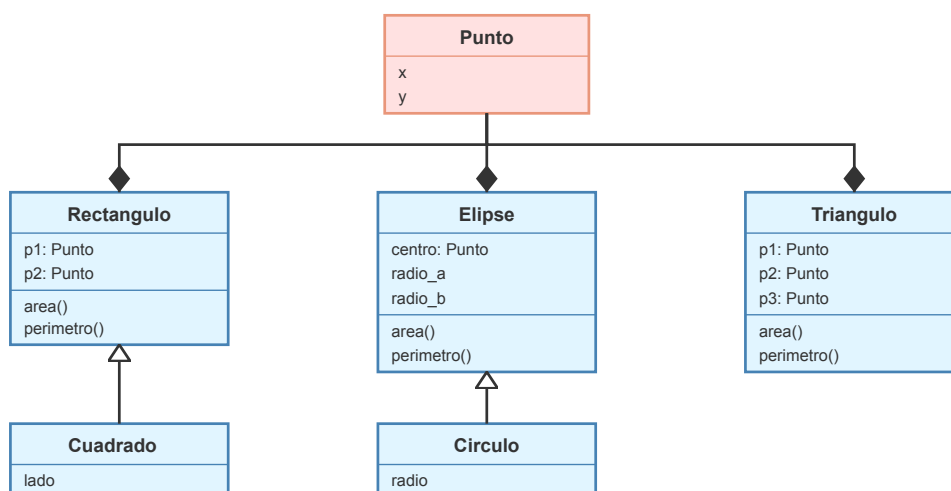 Punto
x
y
Rectangulo
p1: Punto
p2: Punto
area()
perimetro()
Elipse
centro: Punto
radio_a
radio_b
area()
perimetro()
Triangulo
p1: Punto
p2: Punto
p3: Punto
area()
perimetro()
Cuadrado
lado
Circulo
radio